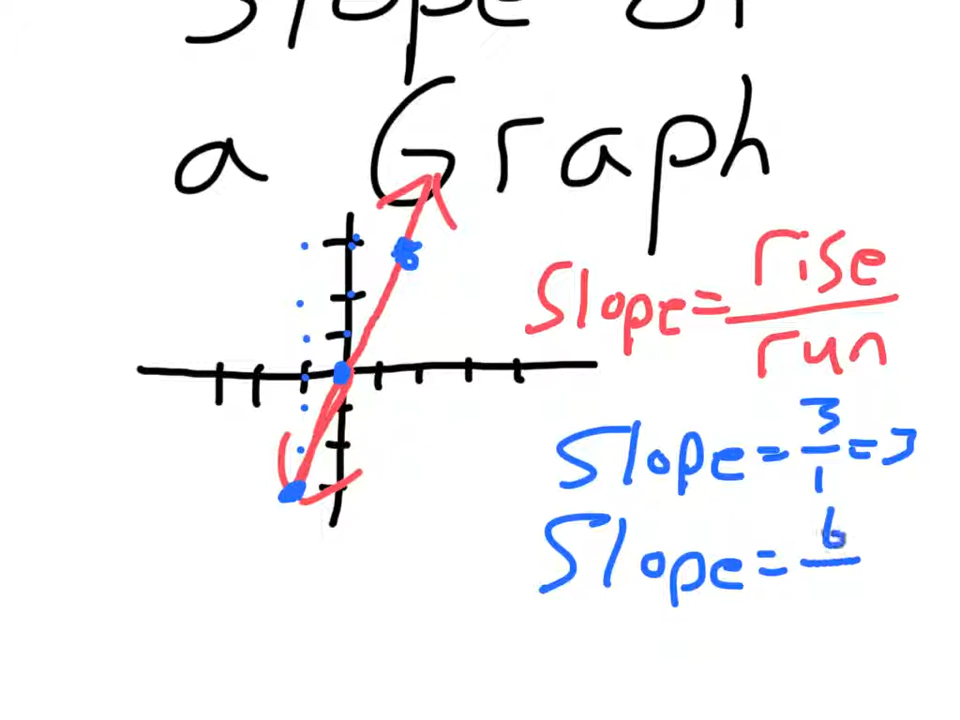 Slope of
a Graph
Slope = rise/run
Slope = 3/1 = 3
Slope = 6/